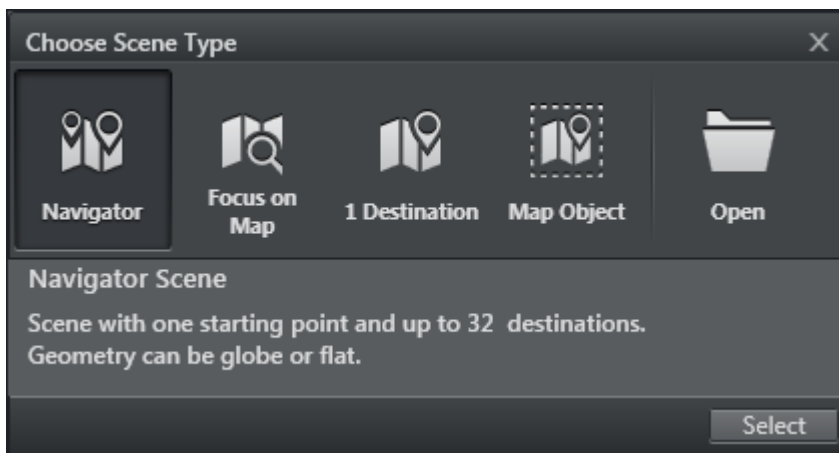 Choose Scene Type
Navigator
Focus on
Map
1 Destination
Map Object
Open
Navigator Scene
Scene with one starting point and up to 32 destinations.
Geometry can be globe or flat.
Select